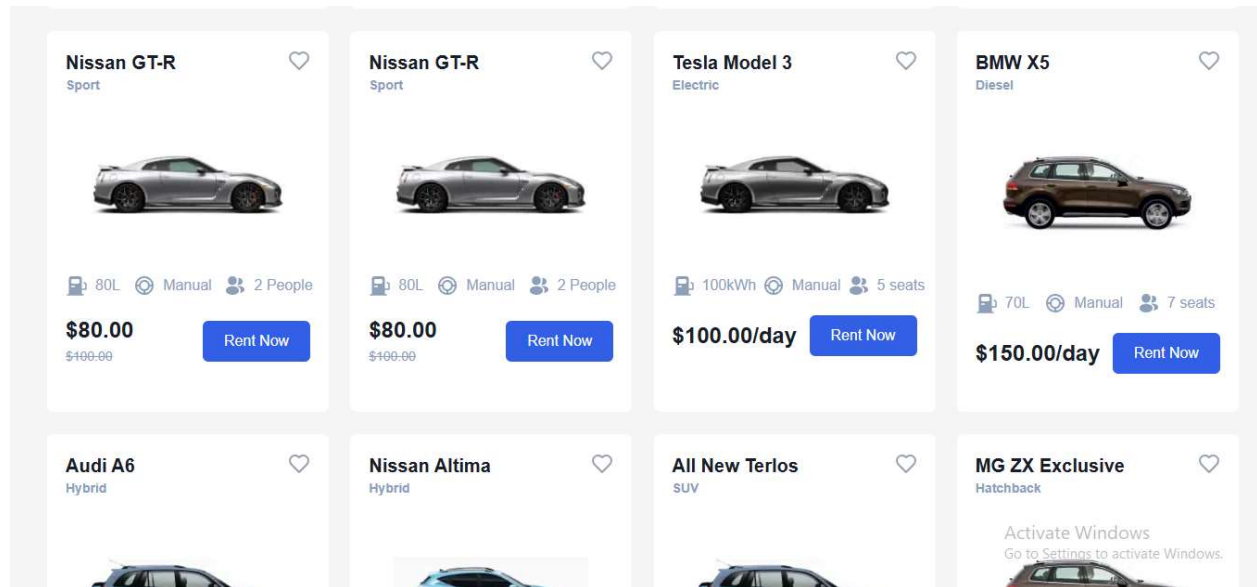 Nissan GT-R
Sport
80L Manual 2 People
$80.00
$100.00
Rent Now
Nissan GT-R
Sport
80L Manual 2 People
$80.00
$100.00
Rent Now
Tesla Model 3
Electric
100kWh Manual 5 seats
$100.00/day
Rent Now
BMW X5
Diesel
70L Manual 7 seats
$150.00/day
Rent Now
Audi A6
Hybrid
Nissan Altima
Hybrid
All New Terlos
SUV
MG ZX Exclusive
Hatchback
Activate Windows
Go to Settings to activate Windows.